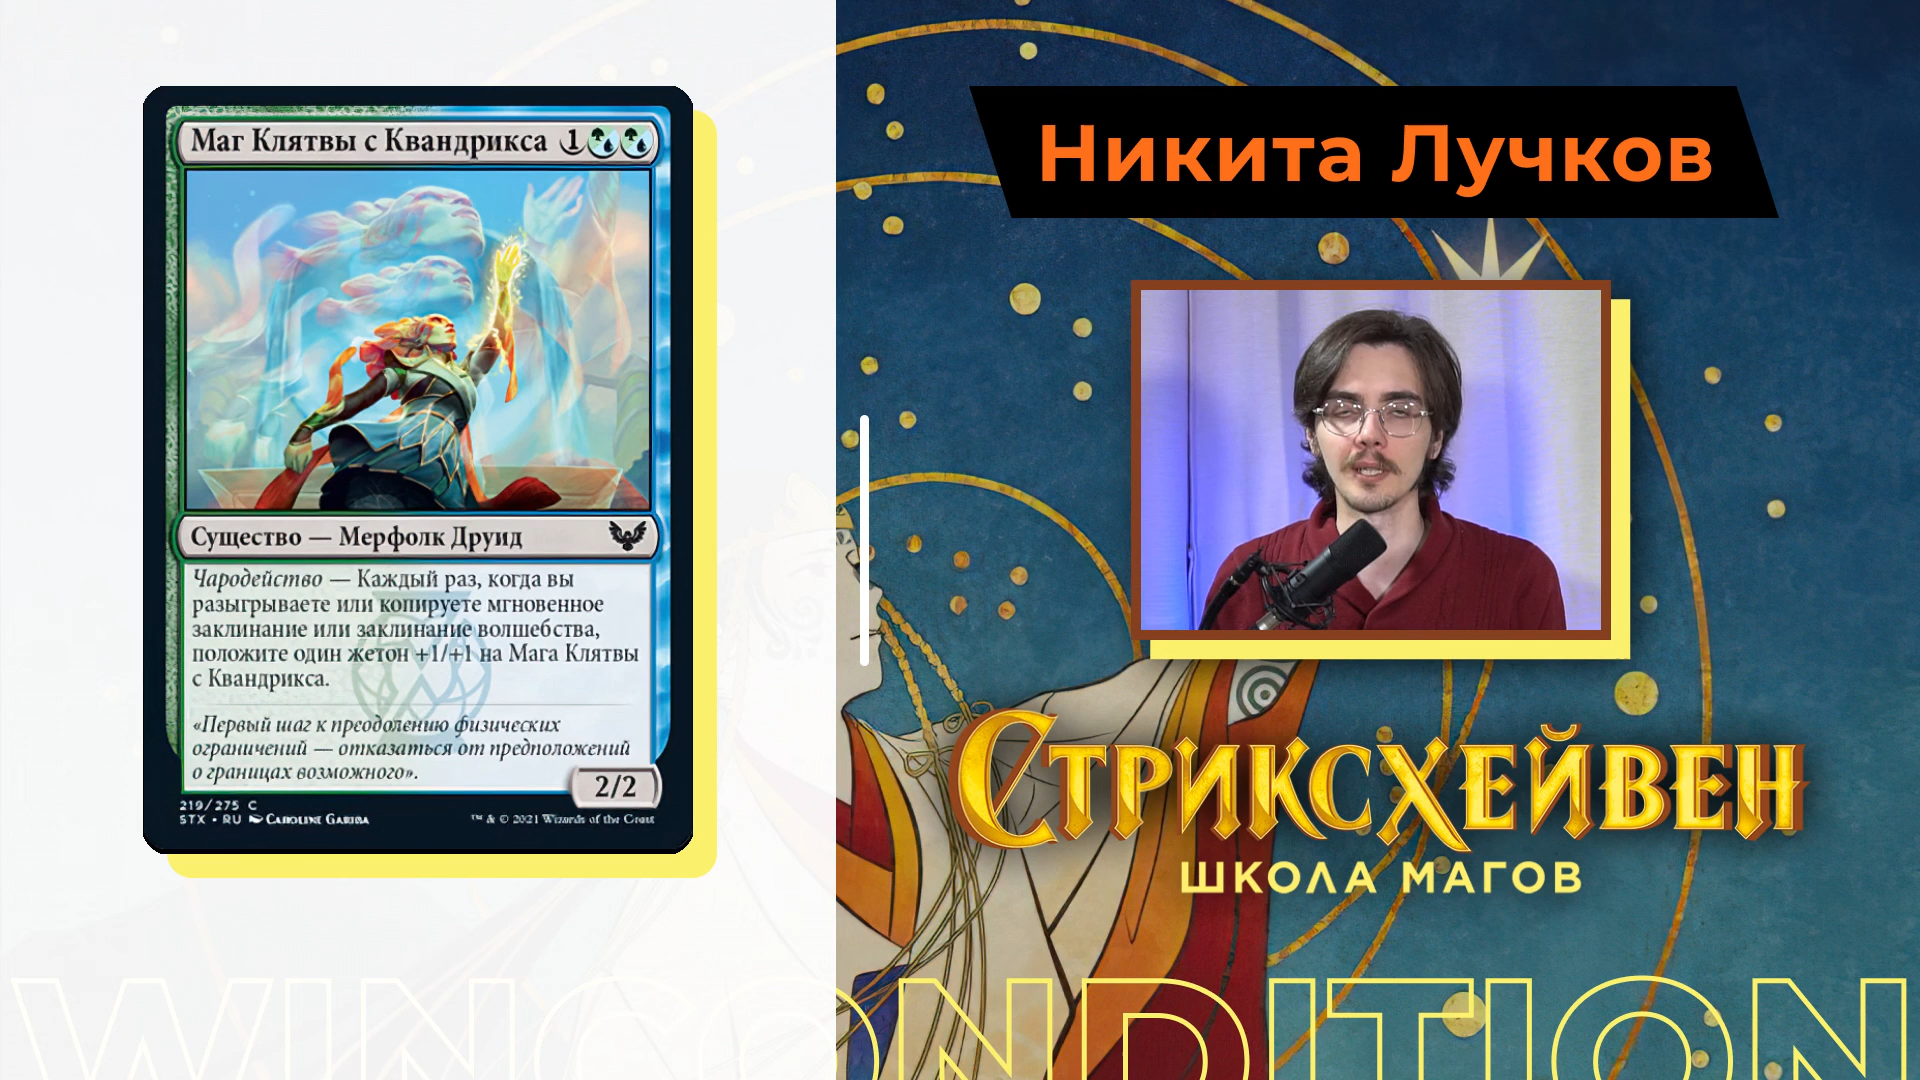 Маг Клятвы с Квандрикса 1
Существо — Мерфолк Друид
Чародейство — Каждый раз, когда вы
разыгрываете или копируете мгновенное
заклинание или заклинание волшебства,
положите один жетон +1/+1 на Мага Клятвы
с Квандрикса.
«Первый шаг к преодолению физических
ограничений — отказаться от предположений
о границах возможного».
2/2
219/275 C
STX • RU Caroline Gariba
™ & © 2021 Wizards of the Coast
Никита Лучков
Стриксхейвен
ШКОЛА МАГОВ
WINCONDITION